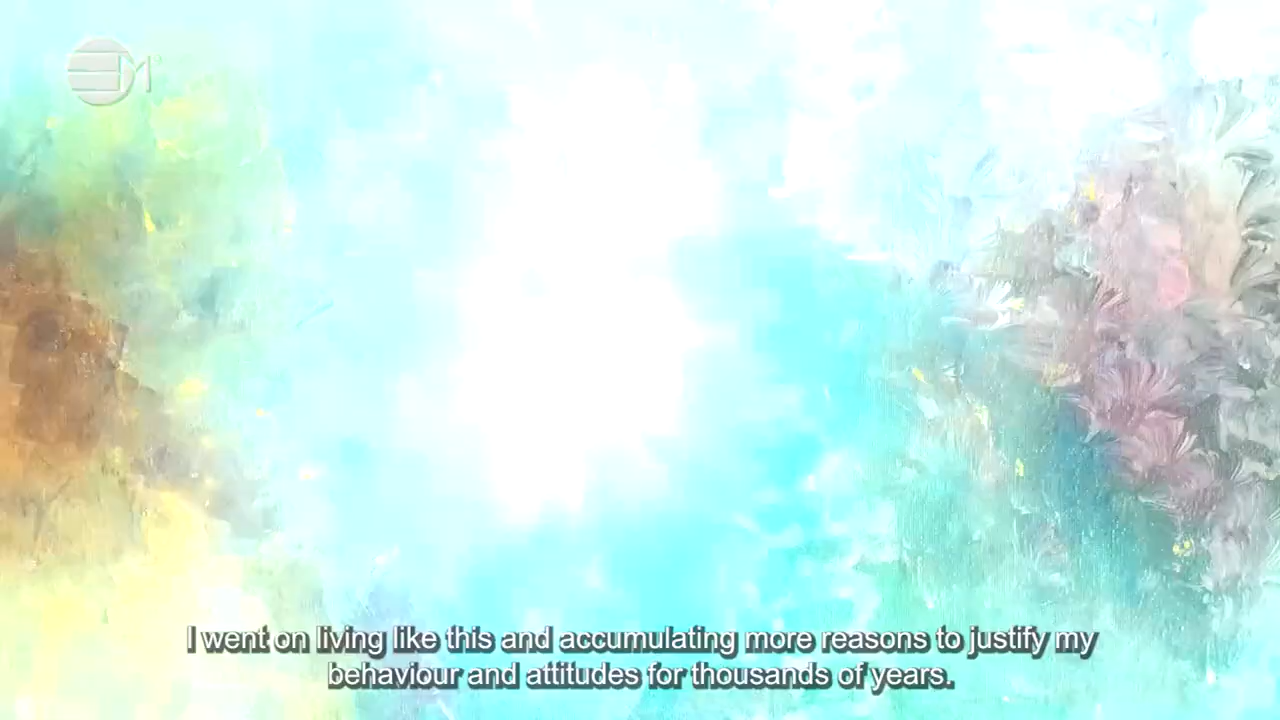 EM
I went on living like this and accumulating more reasons to justify my
behaviour and attitudes for thousands of years.